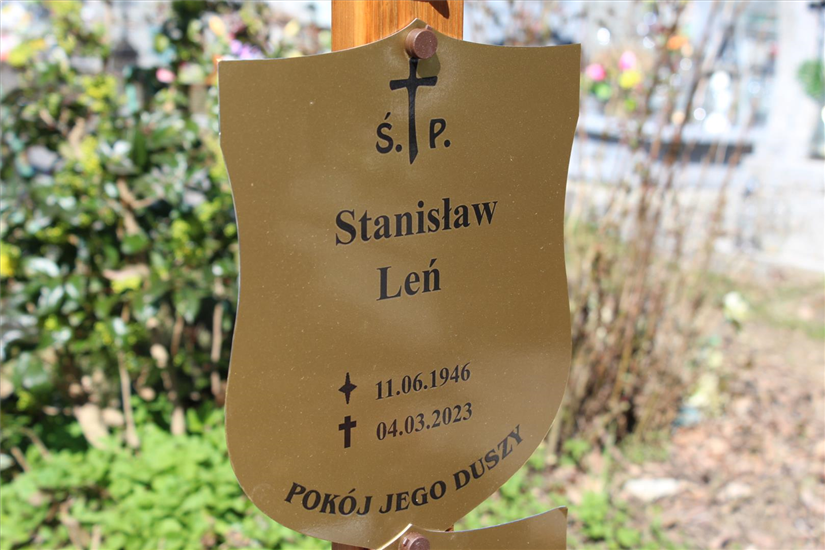 Ś. P.
Stanisław
Leń
11.06.1946
04.03.2023
POKÓJ JEGO DUSZY